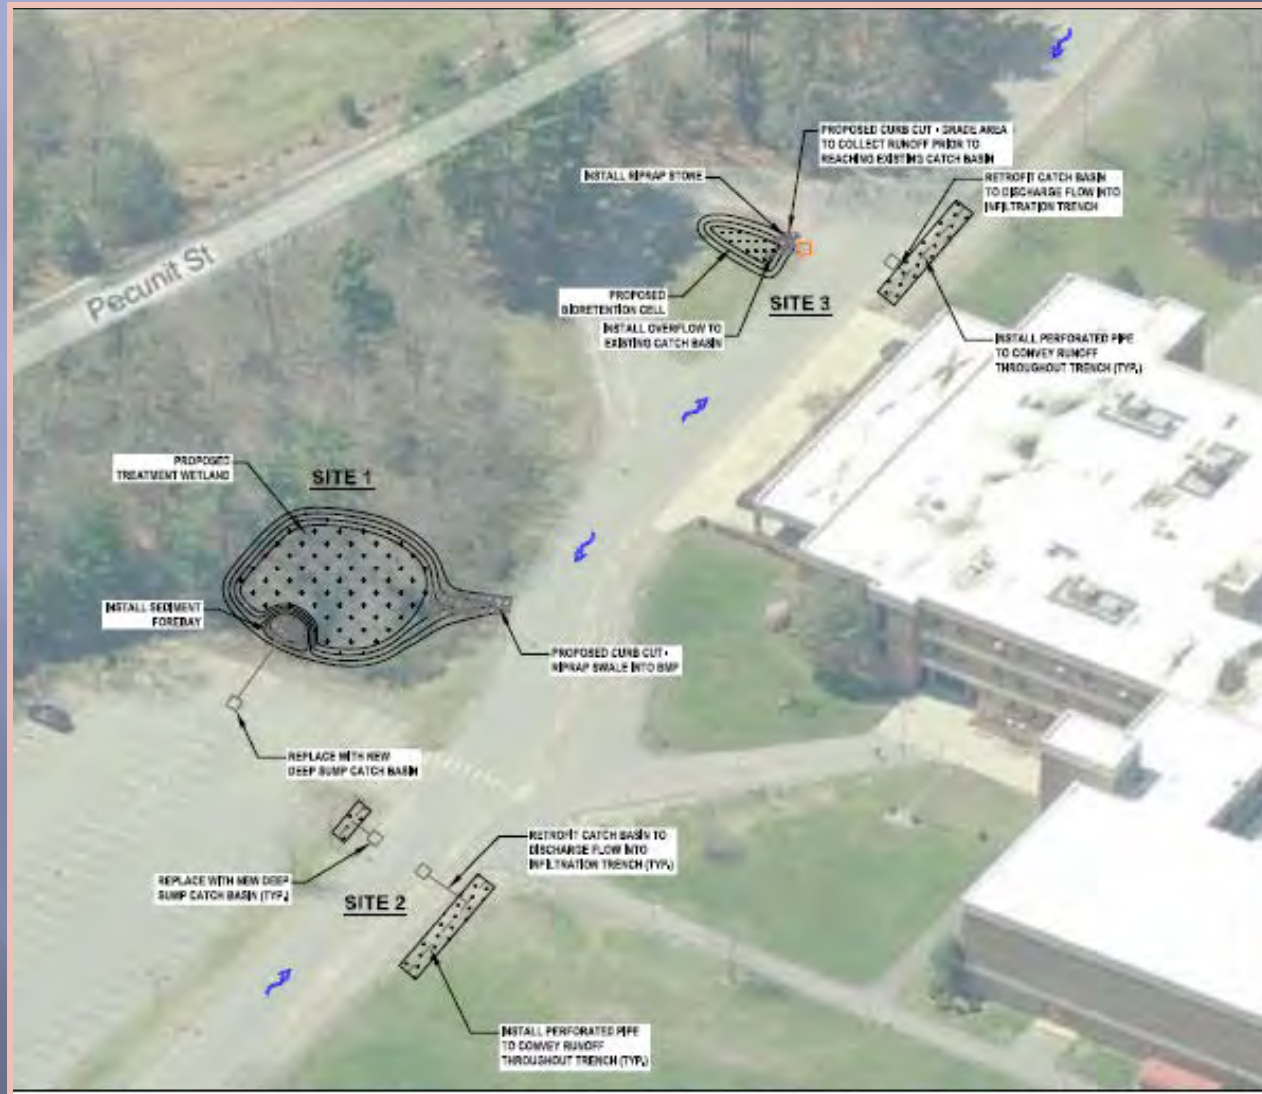 PROPOSED CURB CUT + GRADE AREA
TO COLLECT RUNOFF PRIOR TO
REACHING EXISTING CATCH BASIN
INSTALL RIPRAP STONE
RETROFIT CATCH BASIN
TO DISCHARGE FLOW INTO
INFILTRATION TRENCH
Pecunit St
PROPOSED
BIORETENTION CELL
SITE 3
INSTALL OVERFLOW TO
EXISTING CATCH BASIN
INSTALL PERFORATED PIPE
TO CONVEY RUNOFF
THROUGHOUT TRENCH (TYP.)
PROPOSED
TREATMENT WETLAND
SITE 1
INSTALL SEDIMENT
FOREBAY
PROPOSED CURB CUT +
RIPRAP SWALE INTO BMP
REPLACE WITH NEW
DEEP SUMP CATCH BASIN
RETROFIT CATCH BASIN TO
DISCHARGE FLOW INTO
INFILTRATION TRENCH (TYP.)
REPLACE WITH NEW DEEP
SUMP CATCH BASIN (TYP.)
SITE 2
INSTALL PERFORATED PIPE
TO CONVEY RUNOFF
THROUGHOUT TRENCH (TYP.)